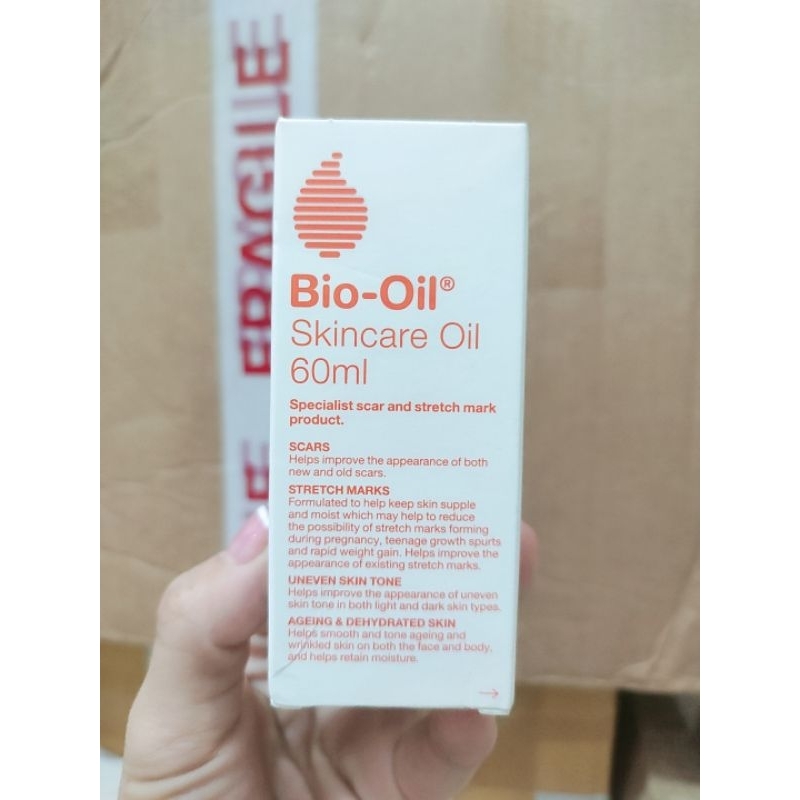 FRAGILE
Bio-Oil®
Skincare Oil
60ml
Specialist scar and stretch mark
product.
SCARS
Helps improve the appearance of both
new and old scars.
STRETCH MARKS
Formulated to help keep skin supple
and moist which may help to reduce
the possibility of stretch marks forming
during pregnancy, teenage growth spurts
and rapid weight gain. Helps improve the
appearance of existing stretch marks.
UNEVEN SKIN TONE
Helps improve the appearance of uneven
skin tone in both light and dark skin types.
AGEING & DEHYDRATED SKIN
Helps smooth and tone ageing and
wrinkled skin on both the face and body,
and helps retain moisture.